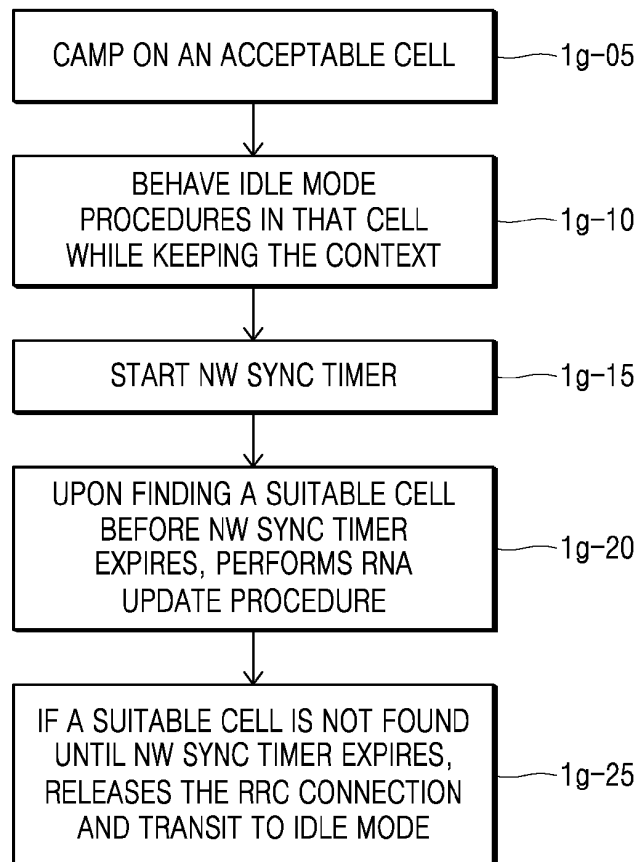 CAMP ON AN ACCEPTABLE CELL
1g-05
BEHAVE IDLE MODE
PROCEDURES IN THAT CELL
WHILE KEEPING THE CONTEXT
1g-10
START NW SYNC TIMER
1g-15
UPON FINDING A SUITABLE CELL
BEFORE NW SYNC TIMER
EXPIRES, PERFORMS RNA
UPDATE PROCEDURE
1g-20
IF A SUITABLE CELL IS NOT FOUND
UNTIL NW SYNC TIMER EXPIRES,
RELEASES THE RRC CONNECTION
AND TRANSIT TO IDLE MODE
1g-25